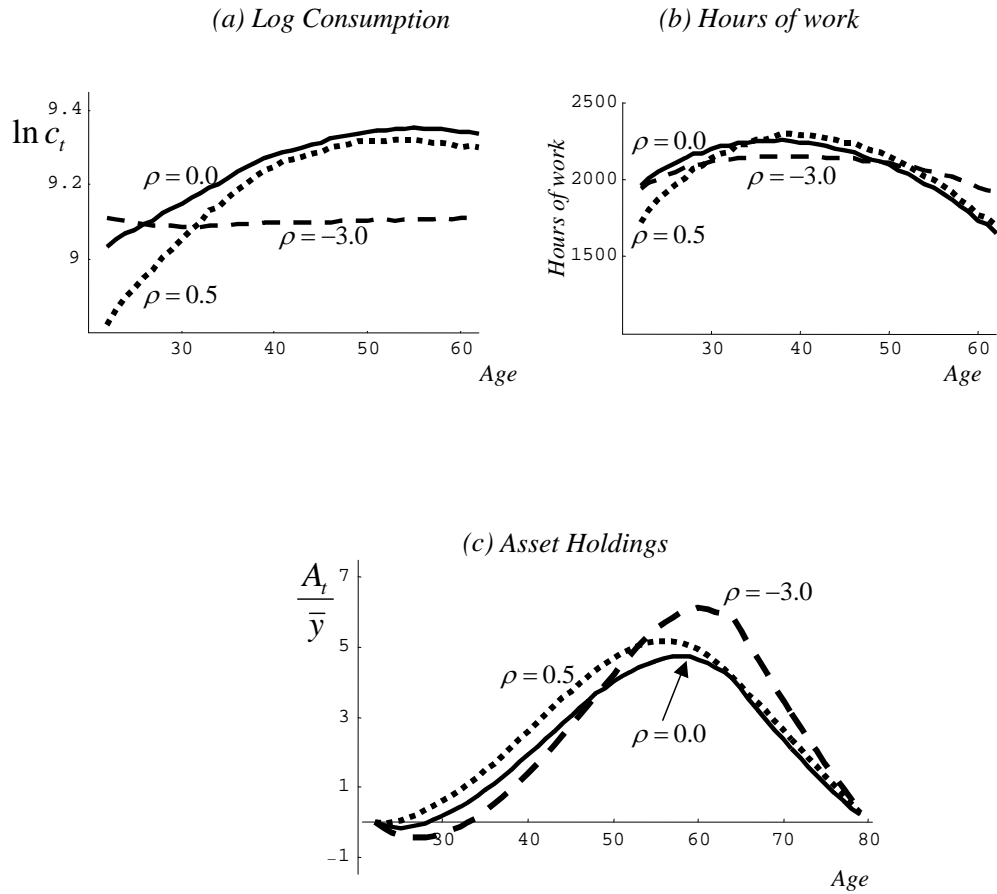 (a) Log Consumption
(b) Hours of work
9.4
ln c_t
9.2
9
ρ = 0.0
ρ = −3.0
ρ = 0.5
30
40
50
60
Age
2500
2000
1500
Hours of work
ρ = 0.0
ρ = −3.0
ρ = 0.5
30
40
50
60
Age
(c) Asset Holdings
A_t
y̅
7
5
3
1
−1
ρ = −3.0
ρ = 0.5
ρ = 0.0
30
40
50
60
70
80
Age